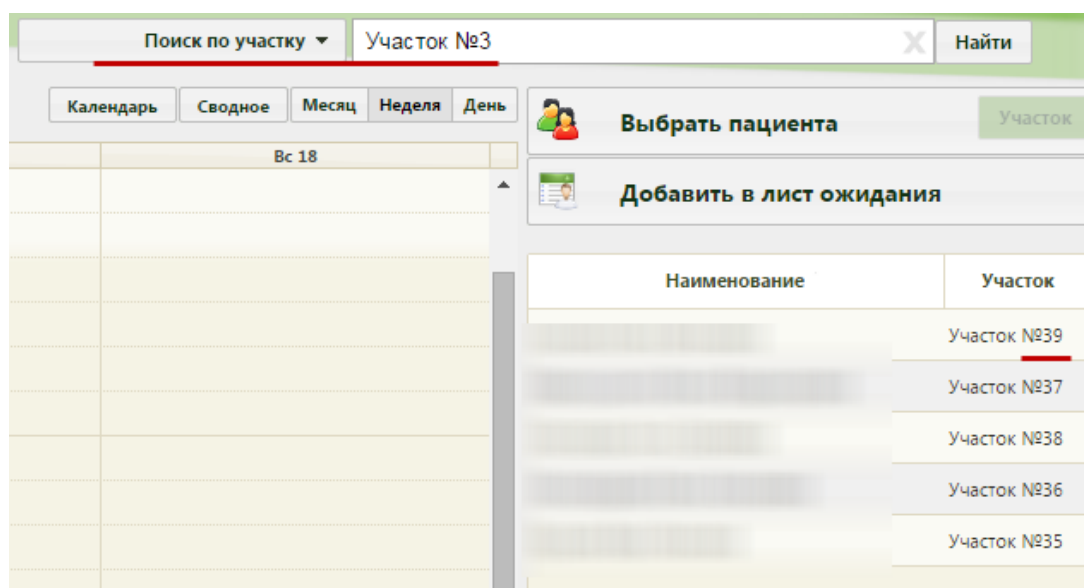 Поиск по участку Участок №3 Найти
Календарь Сводное Месяц Неделя День
Выбрать пациента Участок
Вс 18
Добавить в лист ожидания
Наименование Участок
Участок №39
Участок №37
Участок №38
Участок №36
Участок №35